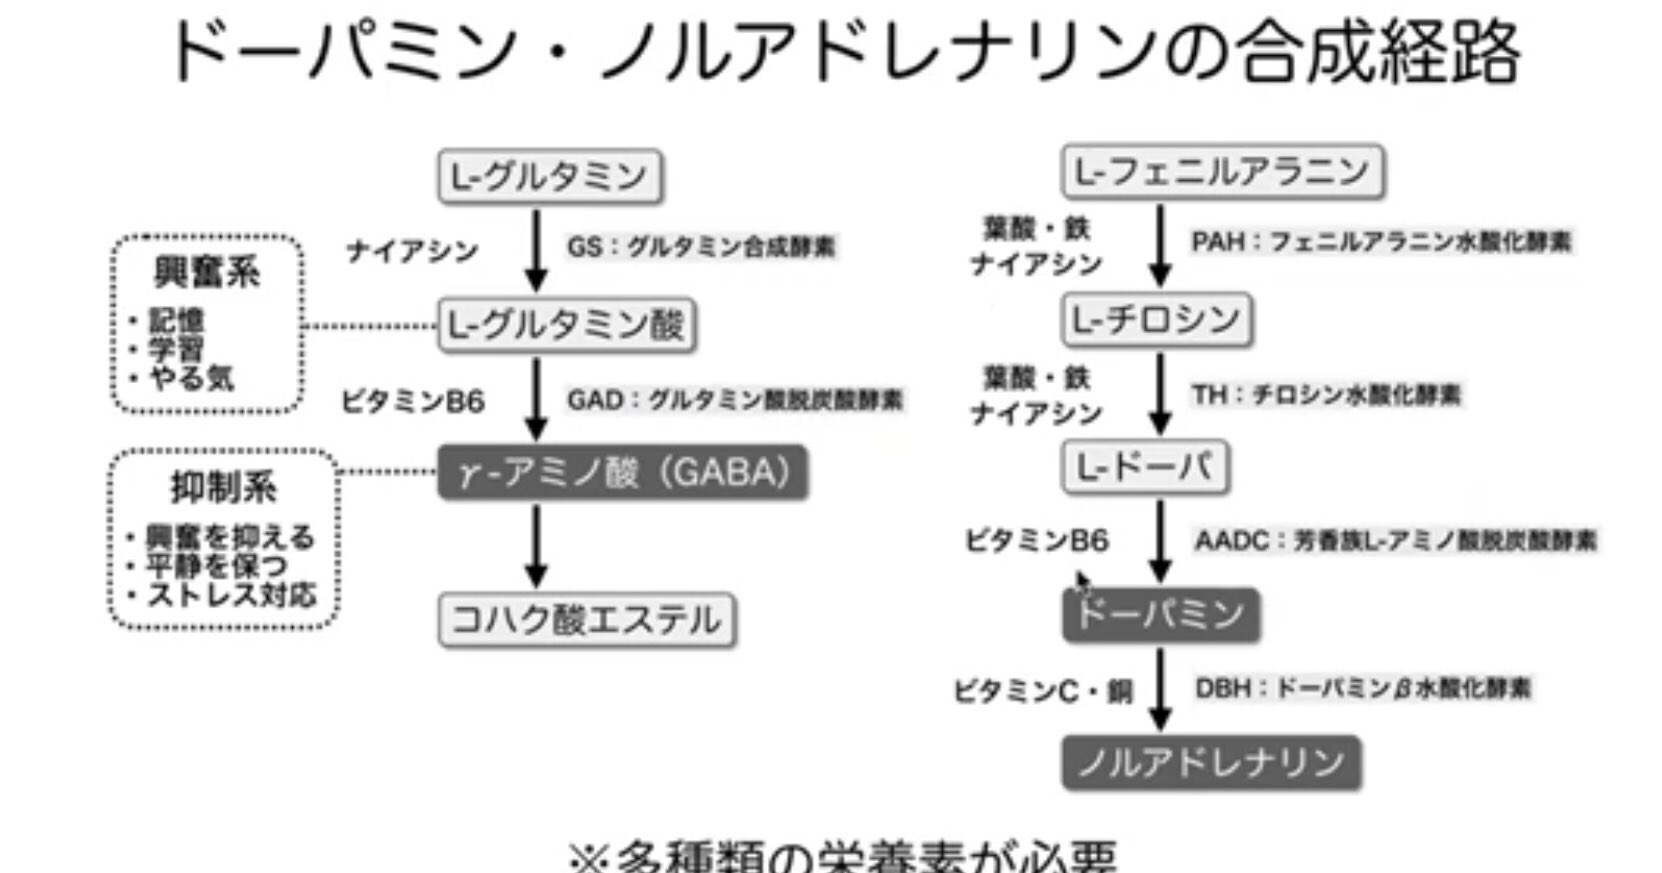 ドーパミン・ノルアドレナリンの合成経路
L-グルタミン
ナイアシン
GS：グルタミン合成酵素
興奮系
・記憶
・学習
・やる気
L-グルタミン酸
ビタミンB6
GAD：グルタミン酸脱炭酸酵素
抑制系
・興奮を抑える
・平静を保つ
・ストレス対応
γ-アミノ酸（GABA）
コハク酸エステル
L-フェニルアラニン
葉酸・鉄
ナイアシン
PAH：フェニルアラニン水酸化酵素
L-チロシン
葉酸・鉄
ナイアシン
TH：チロシン水酸化酵素
L-ドーパ
ビタミンB6
AADC：芳香族L-アミノ酸脱炭酸酵素
ドーパミン
ビタミンC・銅
DBH：ドーパミンβ水酸化酵素
ノルアドレナリン
※多種類の栄養素が必要